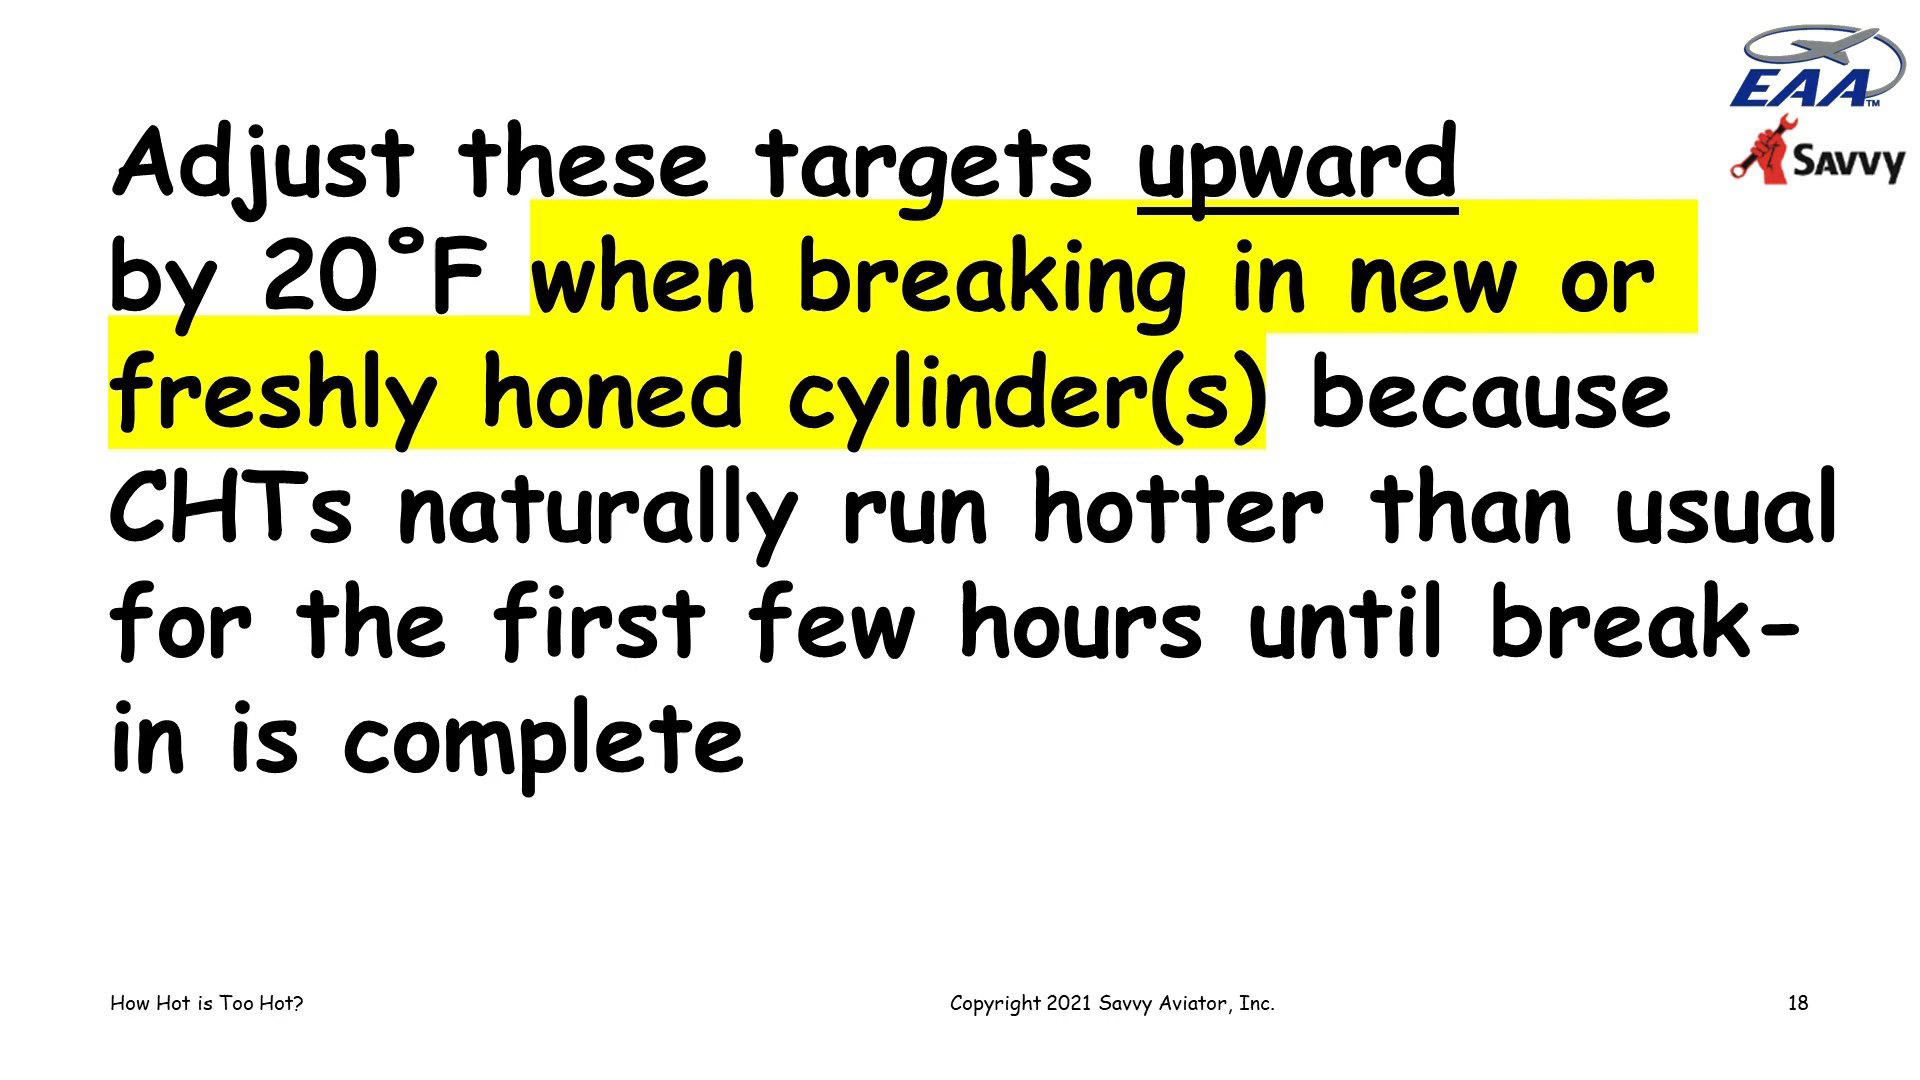 EAA™
SAVVY
Adjust these targets upward
by 20°F when breaking in new or
freshly honed cylinder(s) because
CHTs naturally run hotter than usual
for the first few hours until break-
in is complete
How Hot is Too Hot?
Copyright 2021 Savvy Aviator, Inc.
18